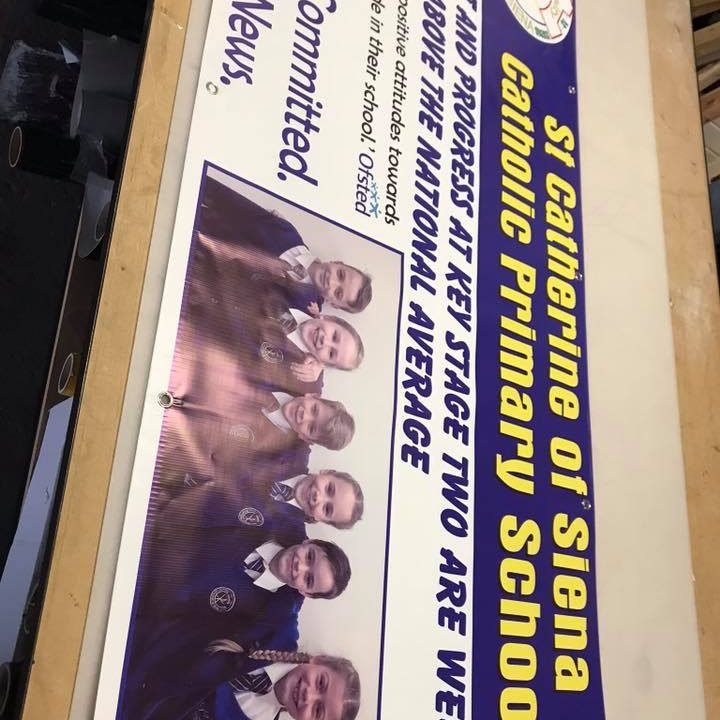 SIENA
St Catherine of Siena
Catholic Primary Schoo
T AND PROGRESS AT KEY STAGE TWO ARE WE
ABOVE THE NATIONAL AVERAGE
positive attitudes towards
le in their school.' Ofsted
Committed.
News.